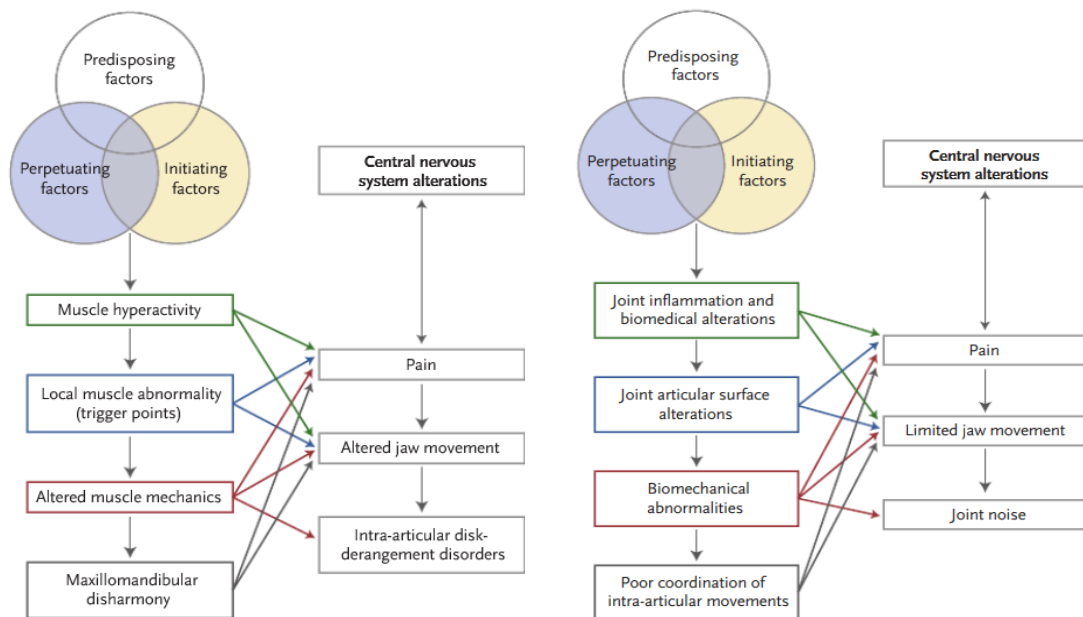 Predisposing
factors
Perpetuating
factors
Initiating
factors
Central nervous
system alterations
Muscle hyperactivity
Pain
Local muscle abnormality
(trigger points)
Altered jaw movement
Altered muscle mechanics
Intra-articular disk-
derangement disorders
Maxillomandibular
disharmony
Predisposing
factors
Perpetuating
factors
Initiating
factors
Central nervous
system alterations
Joint inflammation and
biomedical alterations
Pain
Joint articular surface
alterations
Limited jaw movement
Biomechanical
abnormalities
Joint noise
Poor coordination of
intra-articular movements